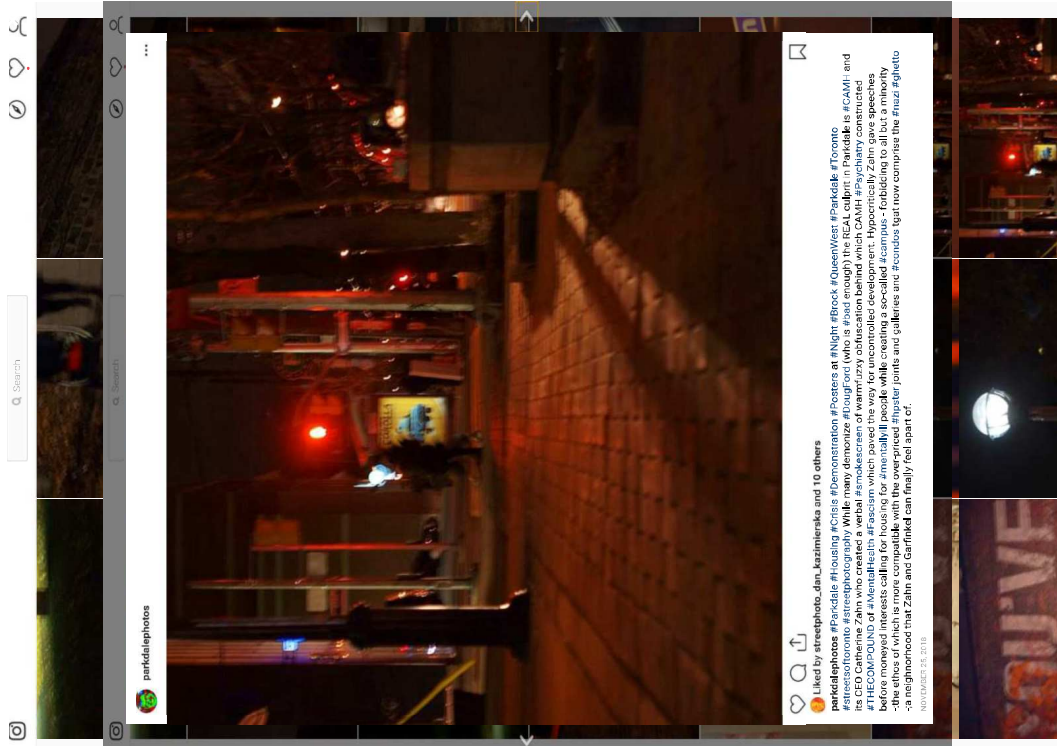 Search
Search
parkdalephotos
Liked by streetphoto_dan_kazimierska and 10 others
parkdalephotos #Parkdale #Housing #Crisis #Demonstration #Posters at #Night #Brock #QueenWest #Parkdale #Toronto
#streetsoftoronto #streetphotography While many demonize #DougFord (who is #bad enough) the REAL culprit in Parkdale is #CAMH and
its CEO Catherine Zahn who created a verbal #smokescreen of warmfuzzy obfuscation behind which CAMH #Psychiatry constructed
#THECOMPOUND of #MentalHealth #Fascism which paved the way for uncontrolled development. Hypocritically Zahn gave speeches
before moneyed interests calling for housing for #mentallyill people while creating a so-called #campus - forbidding to all but a minority
-the ethos of which is more compatible with the over-priced #hpster joints and galleries and #condos tgat now comprise the #nazi #ghetto
-a neighborhood that Zahn and Garfinkel can finally feel apart of.
NOVEMBER 25, 2018